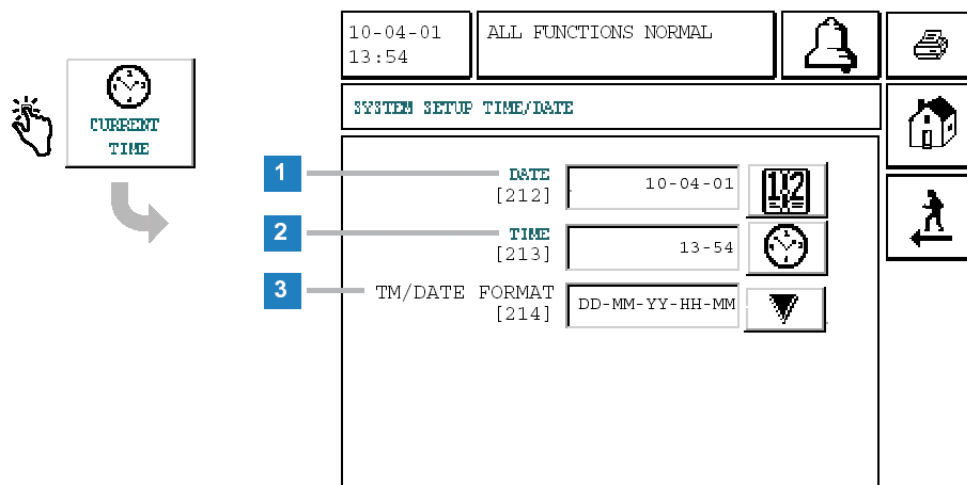 CURRENT
TIME
10-04-01
13:54
ALL FUNCTIONS NORMAL
SYSTEM SETUP TIME/DATE
1
DATE
[212]
10-04-01
12
2
TIME
[213]
13-54
3
TM/DATE FORMAT
[214]
DD-MM-YY-HH-MM